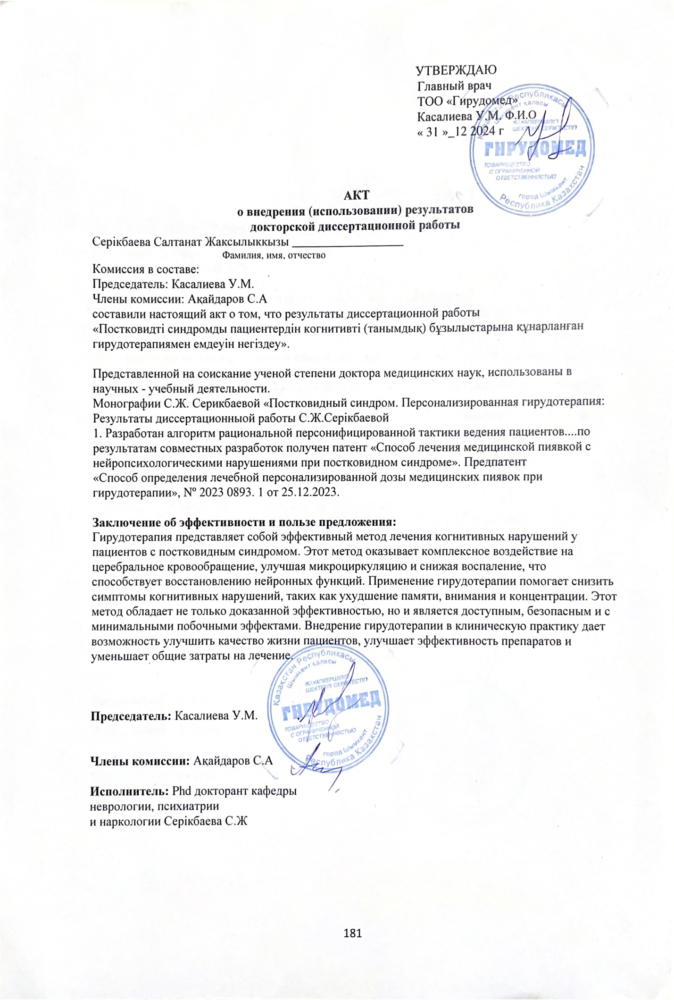 УТВЕРЖДАЮ
Главный врач
ТОО «Гирудомед»
Касалиева У.М. Ф.И.О
« 31 »_12 2024 г
Қазақстан Республикасы
Шымкент қаласы
ЖАУАПКЕРШІЛІГІ
ШЕКТЕУЛІ СЕРІКТЕСТІГІ
ГИРУДОМЕД
ТОВАРИЩЕСТВО
С ОГРАНИЧЕННОЙ
ОТВЕТСТВЕННОСТЬЮ
город Шымкент
Республика Казахстан
АКТ
о внедрения (использовании) результатов
докторской диссертационной работы
Серікбаева Салтанат Жаксылыккызы __________________
Фамилия, имя, отчество
Комиссия в составе:
Председатель: Касалиева У.М.
Члены комиссии: Ақайдаров С.А
составили настоящий акт о том, что результаты диссертационной работы
«Постковидті синдромды пациентердін когнитивті (танымдық) бұзылыстарына құнарланған
гирудотерапиямен емдеуін негіздеу».
Представленной на соискание ученой степени доктора медицинских наук, использованы в
научных - учебный деятельности.
Монографии С.Ж. Серикбаевой «Постковидный синдром. Персонализированная гирудотерапия:
Результаты диссертационныой работы С.Ж.Серікбаевой
1. Разработан алгоритм рациональной персонифицированной тактики ведения пациентов....по
результатам совместных разработок получен патент «Способ лечения медицинской пиявкой с
нейропсихологическими нарушениями при постковидном синдроме». Предпатент
«Способ определения лечебной персонализированной дозы медицинских пиявок при
гирудотерапии», Nº 2023 0893. 1 от 25.12.2023.
Заключение об эффективности и пользе предложения:
Гирудотерапия представляет собой эффективный метод лечения когнитивных нарушений у
пациентов с постковидным синдромом. Этот метод оказывает комплексное воздействие на
церебральное кровообращение, улучшая микроциркуляцию и снижая воспаление, что
способствует восстановлению нейронных функций. Применение гирудотерапии помогает снизить
симптомы когнитивных нарушений, таких как ухудшение памяти, внимания и концентрации. Этот
метод обладает не только доказанной эффективностью, но и является доступным, безопасным и с
минимальными побочными эффектами. Внедрение гирудотерапии в клиническую практику дает
возможность улучшить качество жизни пациентов, улучшает эффективность препаратов и
уменьшает общие затраты на лечение.
Қазақстан Республикасы
Шымкент қаласы
ЖАУАПКЕРШІЛІГІ
ШЕКТЕУЛІ СЕРІКТЕСТІГІ
ГИРУДОМЕД
ТОВАРИЩЕСТВО
С ОГРАНИЧЕННОЙ
ОТВЕТСТВЕННОСТЬЮ
город Шымкент
Республика Казахстан
Председатель: Касалиева У.М.
Члены комиссии: Ақайдаров С.А
Исполнитель: Phd докторант кафедры
неврологии, психиатрии
и наркологии Серікбаева С.Ж
181